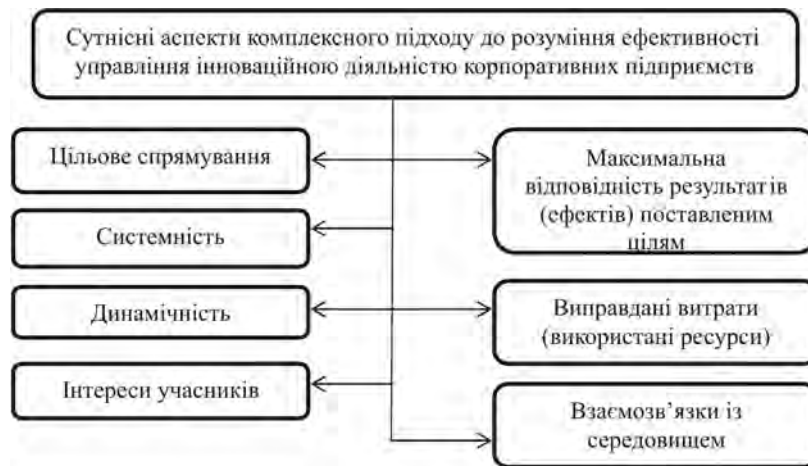 Сутнісні аспекти комплексного підходу до розуміння ефективності
управління інноваційною діяльністю корпоративних підприємств
Цільове спрямування
Системність
Динамічність
Інтереси учасників
Максимальна
відповідність результатів
(ефектів) поставленим
цілям
Виправдані витрати
(використані ресурси)
Взаємозв’язки із
середовищем